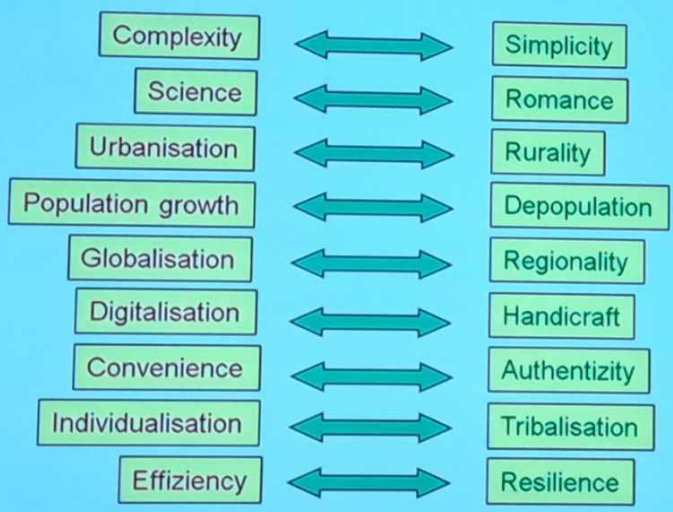 Complexity Simplicity
Science Romance
Urbanisation Rurality
Population growth Depopulation
Globalisation Regionality
Digitalisation Handicraft
Convenience Authentizity
Individualisation Tribalisation
Effiziency Resilience